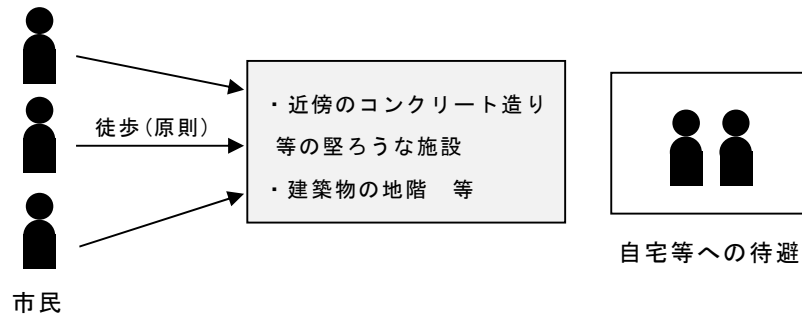 徒歩(原則)
・近傍のコンクリート造り
等の堅ろうな施設
・建築物の地階　等
自宅等への待避
市民